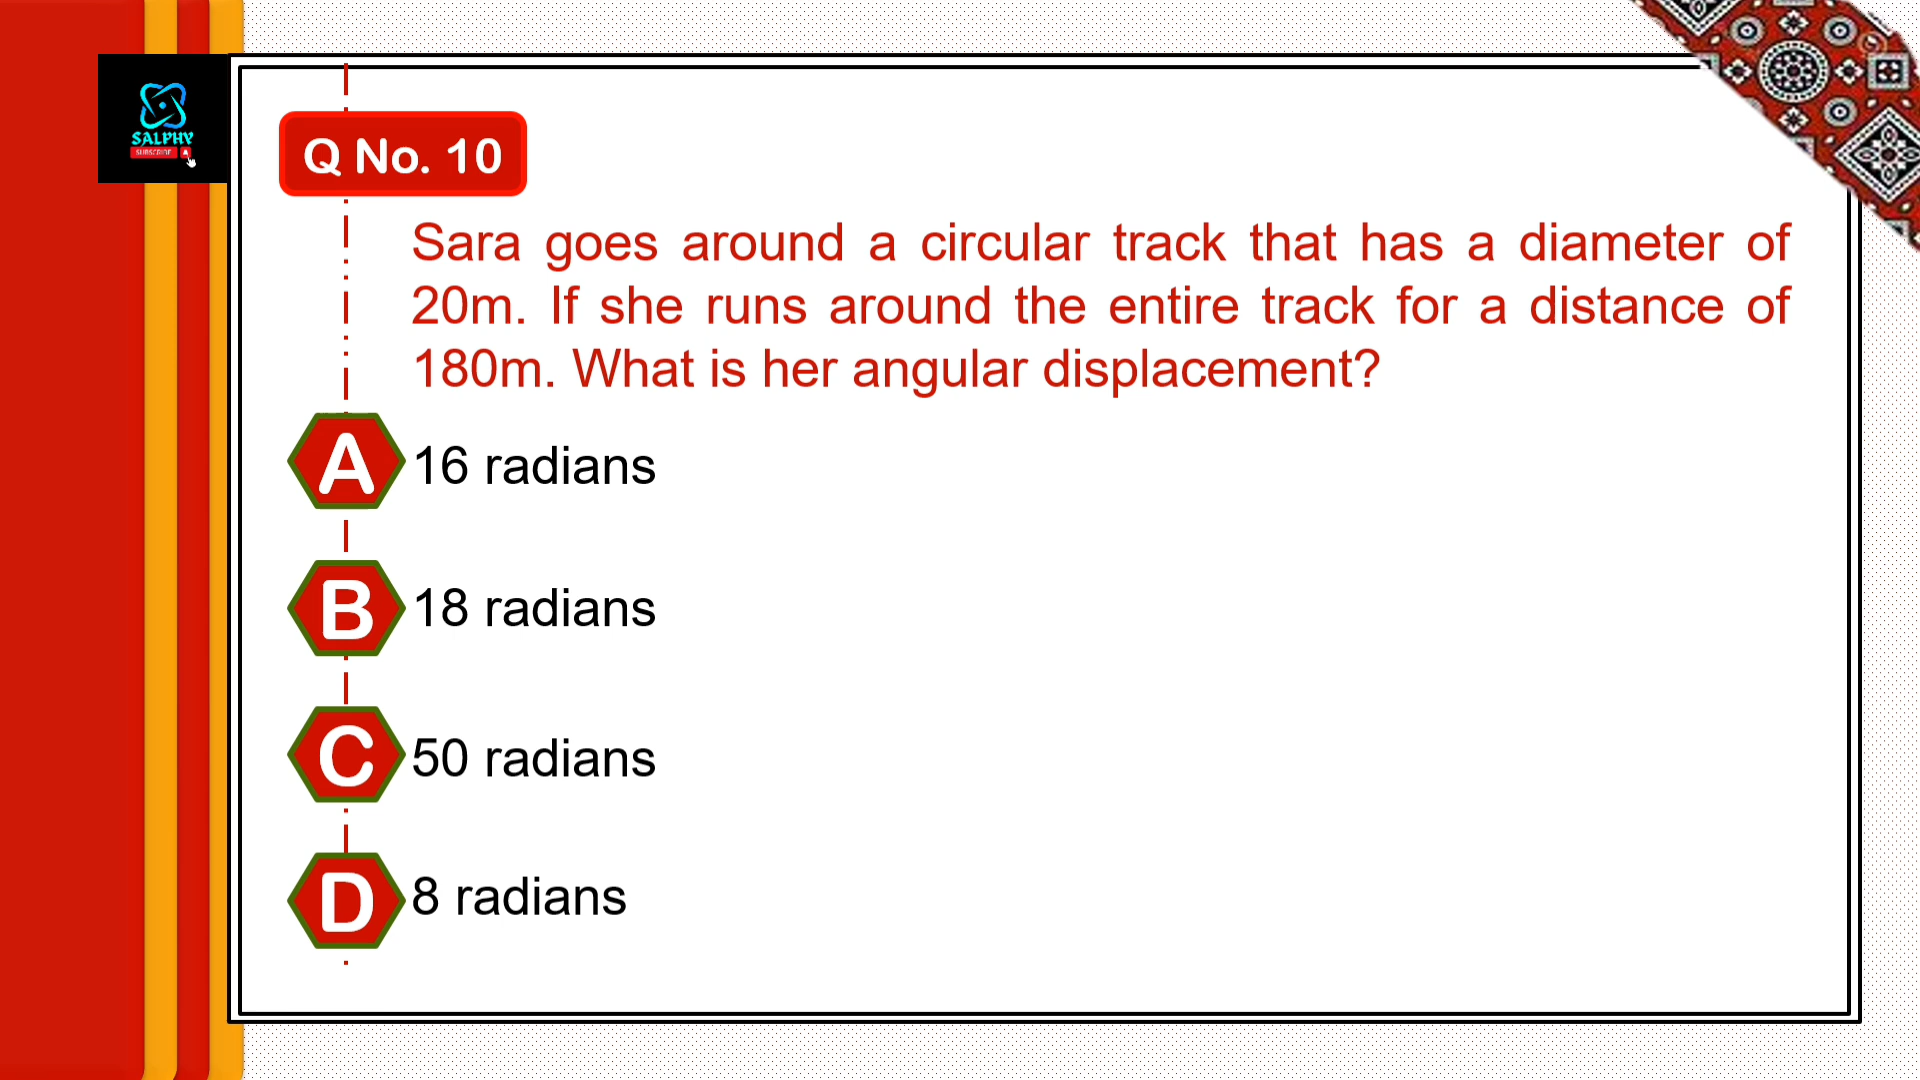 SALPHY
SUBSCRIBE
Q No. 10
Sara goes around a circular track that has a diameter of
20m. If she runs around the entire track for a distance of
180m. What is her angular displacement?
A 16 radians
B 18 radians
C 50 radians
D 8 radians